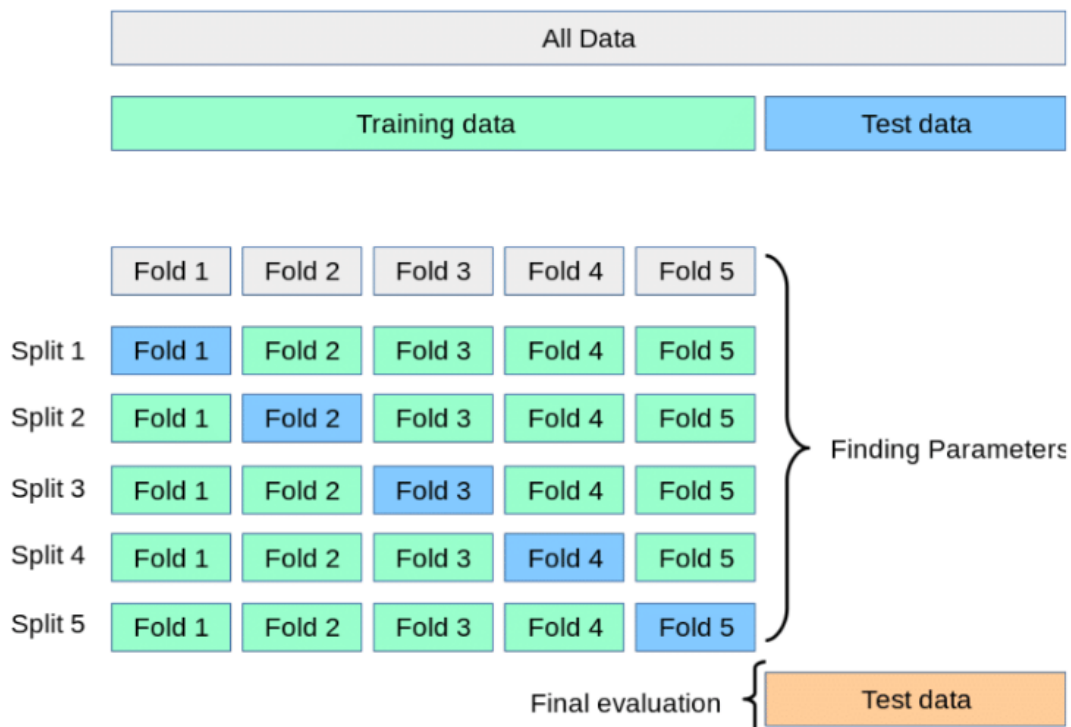 All Data
Training data Test data
Fold 1 Fold 2 Fold 3 Fold 4 Fold 5
Split 1 Fold 1 Fold 2 Fold 3 Fold 4 Fold 5
Split 2 Fold 1 Fold 2 Fold 3 Fold 4 Fold 5
Finding Parameters
Split 3 Fold 1 Fold 2 Fold 3 Fold 4 Fold 5
Split 4 Fold 1 Fold 2 Fold 3 Fold 4 Fold 5
Split 5 Fold 1 Fold 2 Fold 3 Fold 4 Fold 5
Final evaluation Test data